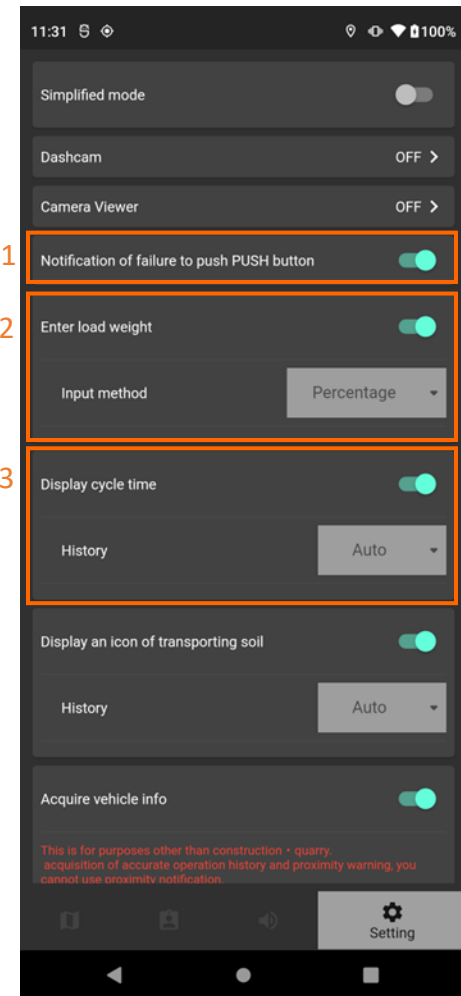 11:31
100%
Simplified mode
Dashcam OFF
Camera Viewer OFF
1
Notification of failure to push PUSH button
2
Enter load weight
Input method Percentage
3
Display cycle time
History Auto
Display an icon of transporting soil
History Auto
Acquire vehicle info
This is for purposes other than construction・quarry.
acquisition of accurate operation history and proximity warning, you
cannot use proximity notification.
Setting